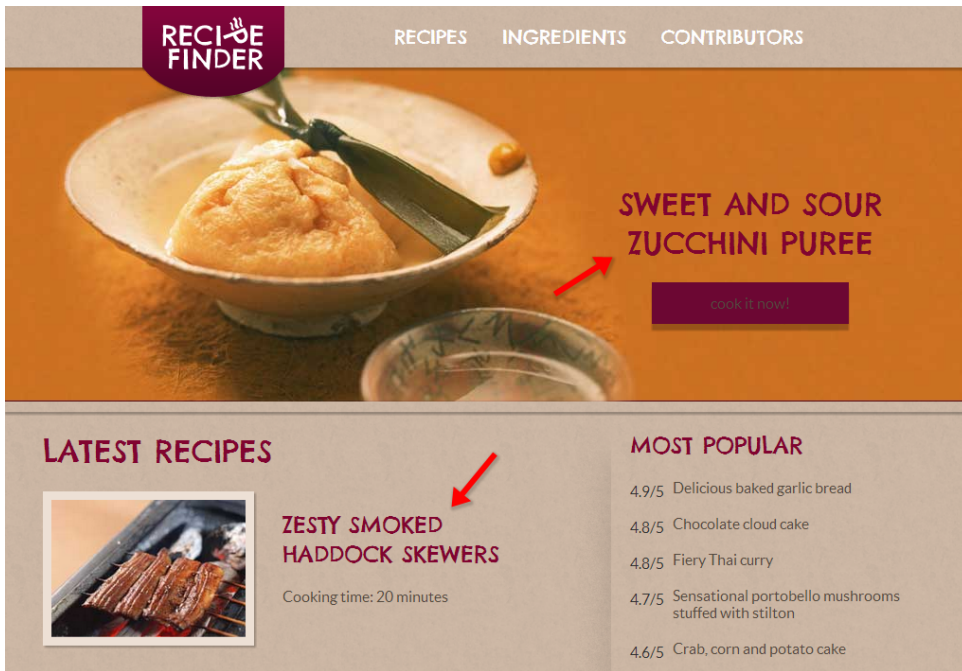 RECIPE
FINDER
RECIPES INGREDIENTS CONTRIBUTORS
SWEET AND SOUR
ZUCCHINI PUREE
cook it now!
LATEST RECIPES
ZESTY SMOKED
HADDOCK SKEWERS
Cooking time: 20 minutes
MOST POPULAR
4.9/5 Delicious baked garlic bread
4.8/5 Chocolate cloud cake
4.8/5 Fiery Thai curry
4.7/5 Sensational portobello mushrooms
stuffed with stilton
4.6/5 Crab, corn and potato cake